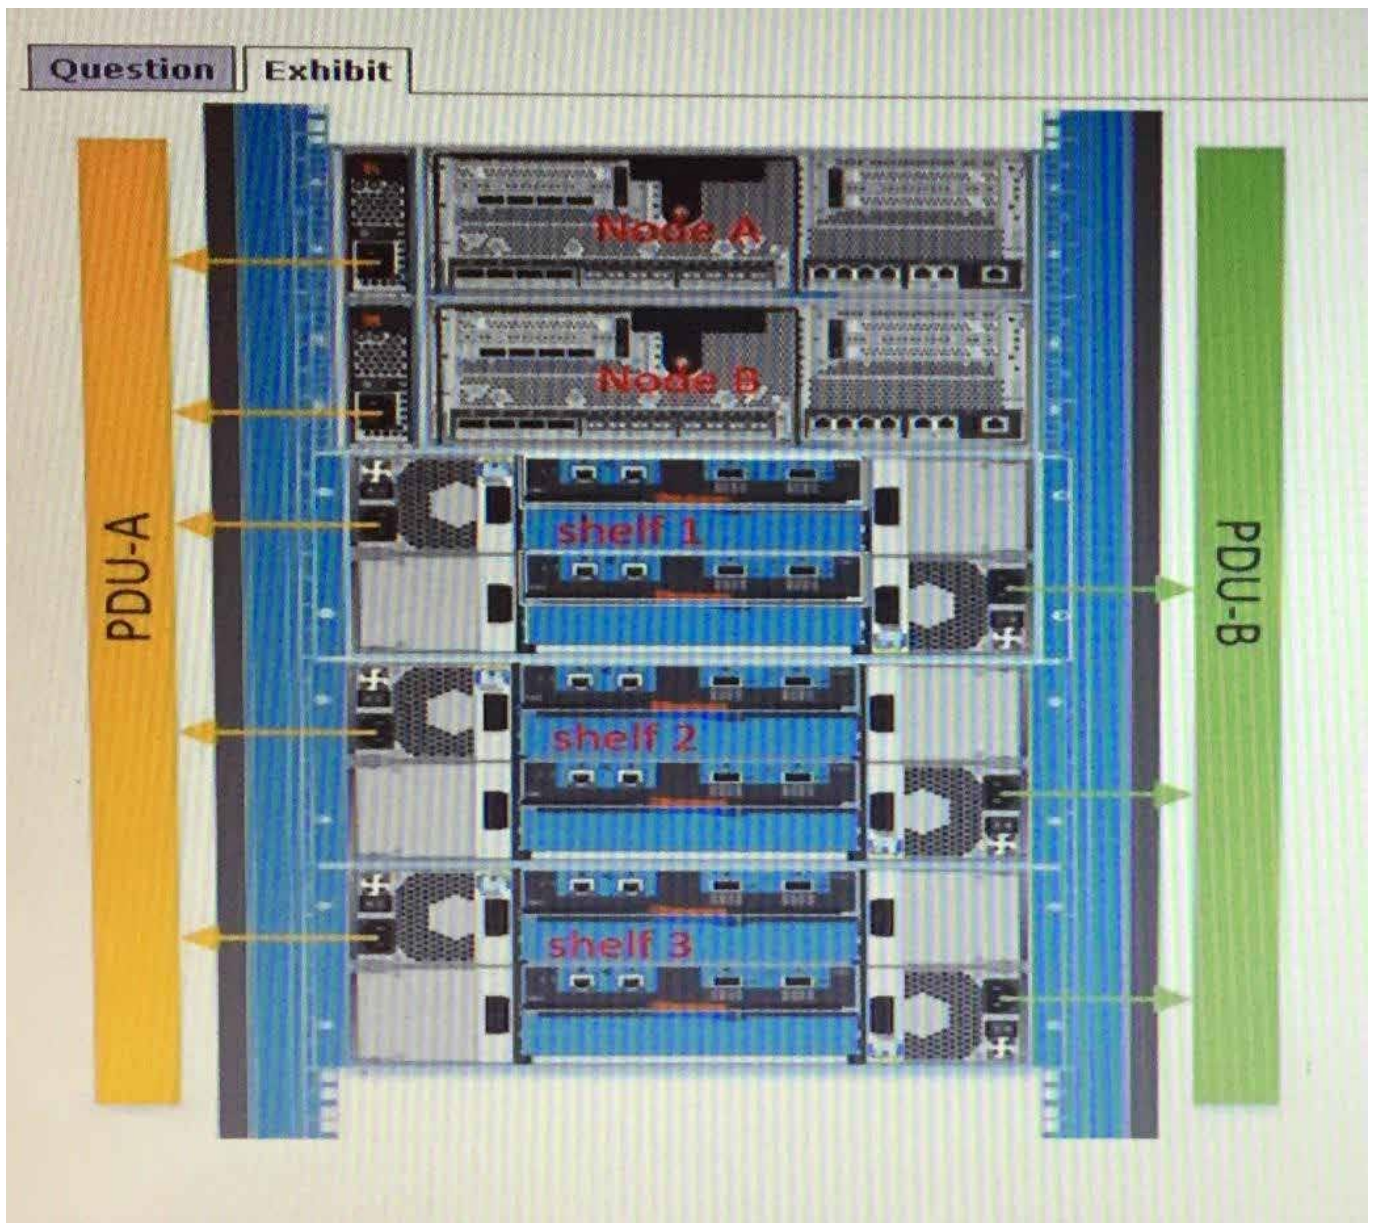 Question
Exhibit
Node A
Node B
PDU-A
shelf 1
PDU-B
shelf 2
shelf 3